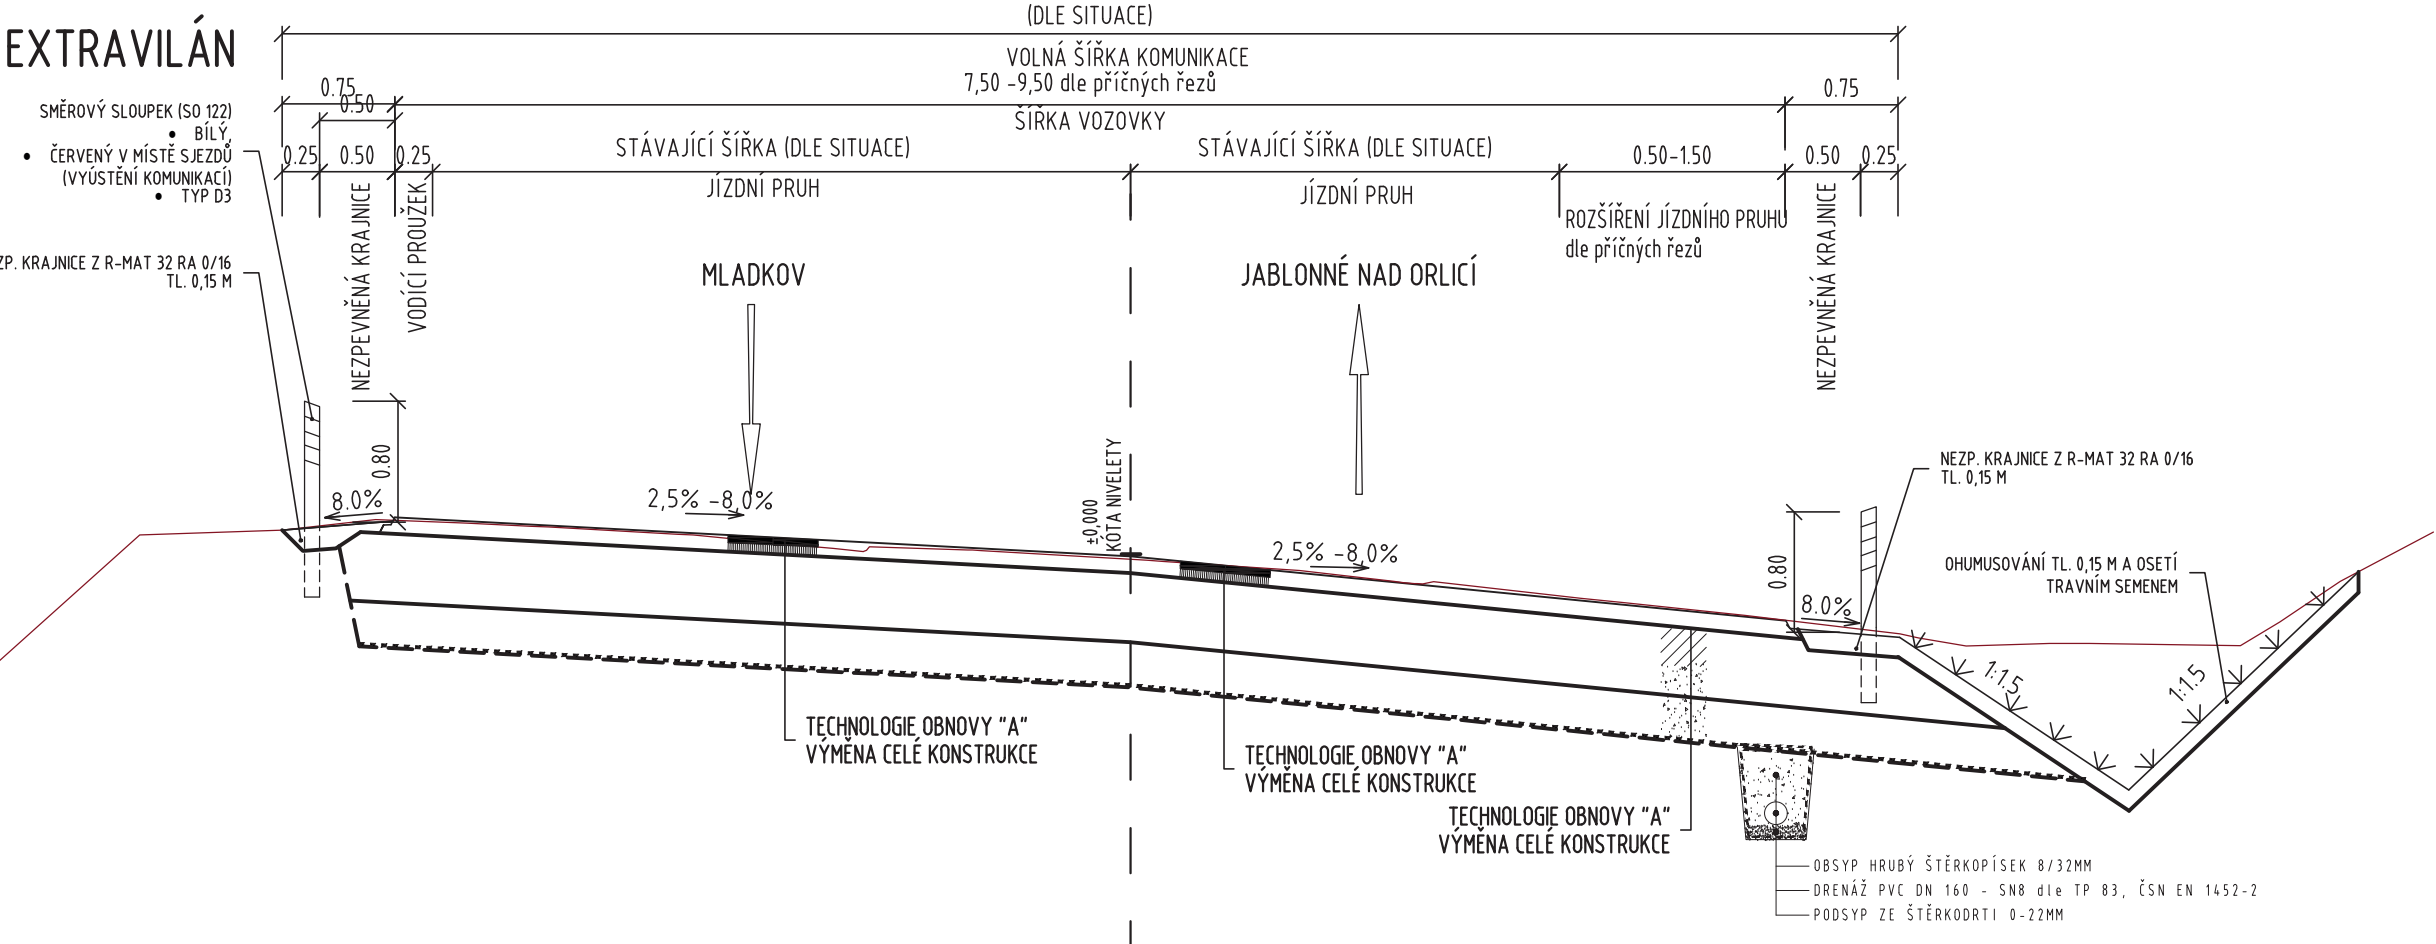 (DLE SITUACE)
EXTRAVILÁN
VOLNÁ ŠÍŘKA KOMUNIKACE
7,50 -9,50 dle příčných řezů
0.75
0.50
0.75
SMĚROVÝ SLOUPEK (SO 122)
• BÍLÝ,
• ČERVENÝ V MÍSTĚ SJEZDŮ
(VYÚSTĚNÍ KOMUNIKACÍ)
• TYP D3
ŠÍŘKA VOZOVKY
STÁVAJÍCÍ ŠÍŘKA (DLE SITUACE)
STÁVAJÍCÍ ŠÍŘKA (DLE SITUACE)
0.25
0.50
0.25
0.50-1.50
0.50
0.25
JÍZDNÍ PRUH
JÍZDNÍ PRUH
ROZŠÍŘENÍ JÍZDNÍHO PRUHU
dle příčných řezů
NEZPEVNĚNÁ KRAJNICE
VODÍCÍ PROUŽEK
NEZPEVNĚNÁ KRAJNICE
ZP. KRAJNICE Z R-MAT 32 RA 0/16
TL. 0,15 M
MLADKOV
JABLONNÉ NAD ORLICÍ
0.80
8.0%
2,5% -8,0%
±0,000
KÓTA NIVELETY
2,5% -8,0%
0.80
8.0%
NEZP. KRAJNICE Z R-MAT 32 RA 0/16
TL. 0,15 M
OHUMUSOVÁNÍ TL. 0,15 M A OSETÍ
TRAVNÍM SEMENEM
1:1.5
1:1.5
TECHNOLOGIE OBNOVY "A"
VÝMĚNA CELÉ KONSTRUKCE
TECHNOLOGIE OBNOVY "A"
VÝMĚNA CELÉ KONSTRUKCE
TECHNOLOGIE OBNOVY "A"
VÝMĚNA CELÉ KONSTRUKCE
OBSYP HRUBÝ ŠTĚRKOPÍSEK 8/32MM
DRENÁŽ PVC DN 160 - SN8 dle TP 83, ČSN EN 1452-2
PODSYP ZE ŠTĚRKODRTI 0-22MM